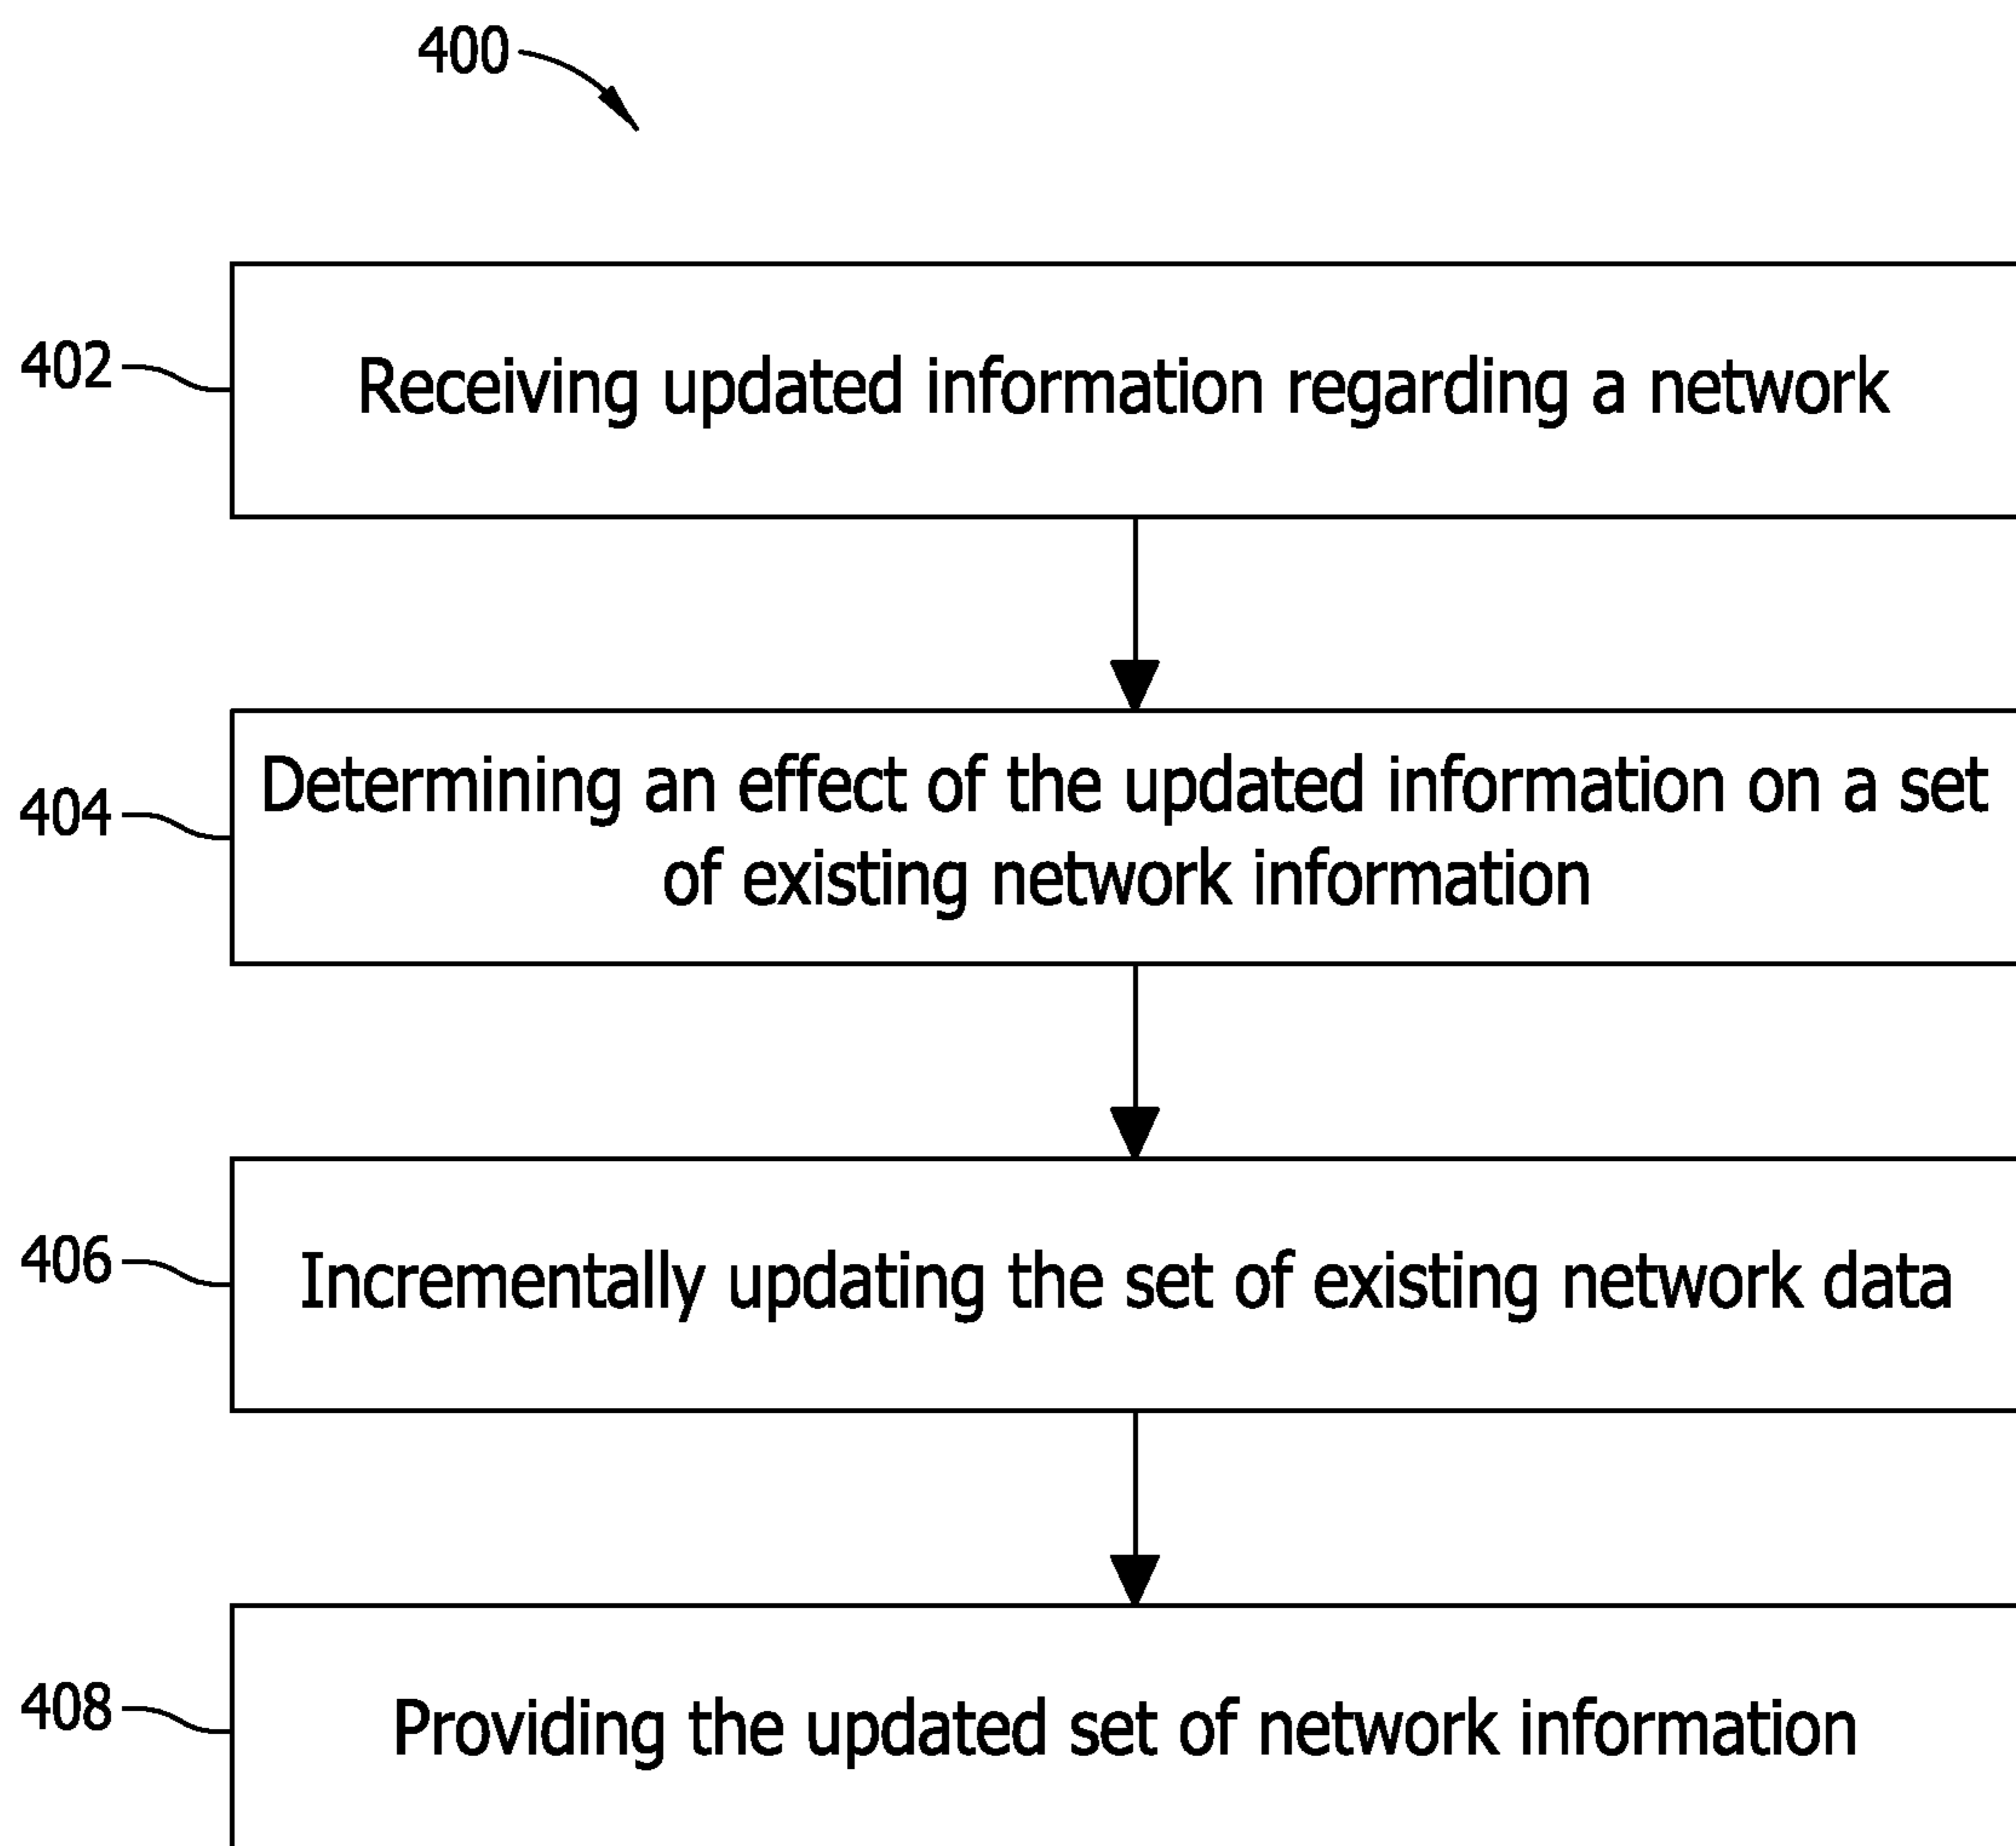 400
402
Receiving updated information regarding a network
404
Determining an effect of the updated information on a set
of existing network information
406
Incrementally updating the set of existing network data
408
Providing the updated set of network information